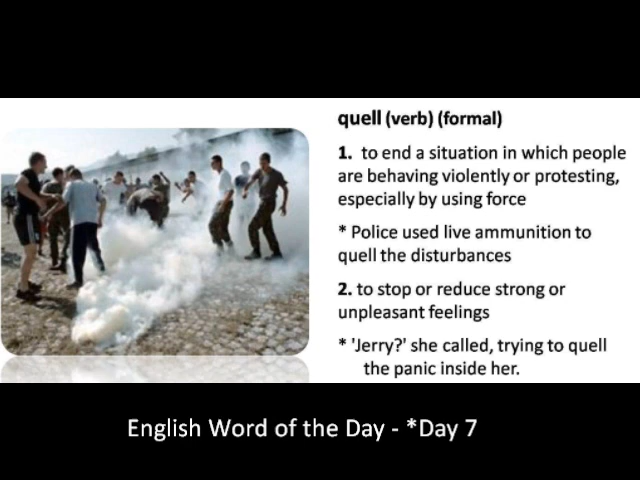 quell (verb) (formal)
1. to end a situation in which people
are behaving violently or protesting,
especially by using force
* Police used live ammunition to
quell the disturbances
2. to stop or reduce strong or
unpleasant feelings
* 'Jerry?' she called, trying to quell
the panic inside her.
English Word of the Day - *Day 7